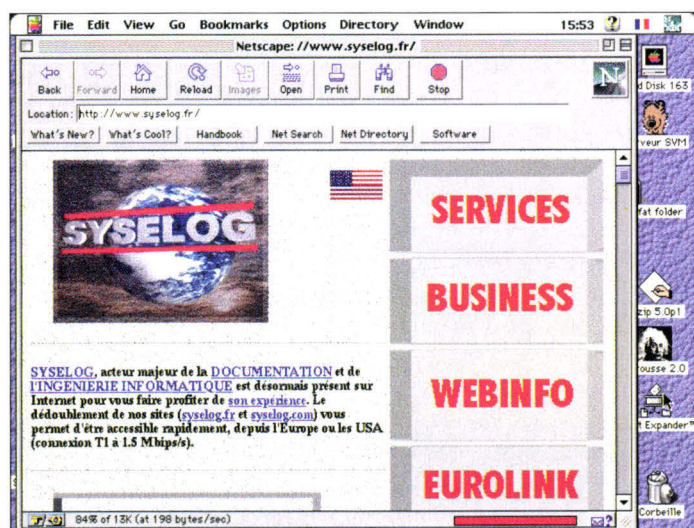 File Edit View Go Bookmarks Options Directory Window 15:53
Netscape: //www.syselog.fr/
Back Forward Home Reload Images Open Print Find Stop
N
Location: http://www.syselog.fr/
What's New? What's Cool? Handbook Net Search Net Directory Software
SYSELOG
SERVICES
BUSINESS
WEBINFO
EUROLINK
SYSELOG, acteur majeur de la DOCUMENTATION et de
l'INGENIERIE INFORMATIQUE est désormais présent sur
Internet pour vous faire profiter de son expérience. Le
dédoublement de nos sites (syselog.fr et syselog.com) vous
permet d'être accessible rapidement, depuis l'Europe ou les USA
(connexion T1 à 1.5 Mbips/s).
84% of 13K (at 198 bytes/sec)
d Disk 163
rveur SVM
fat folder
zip 5.0p1
rousse 2.0
t Expander™
Corbeille